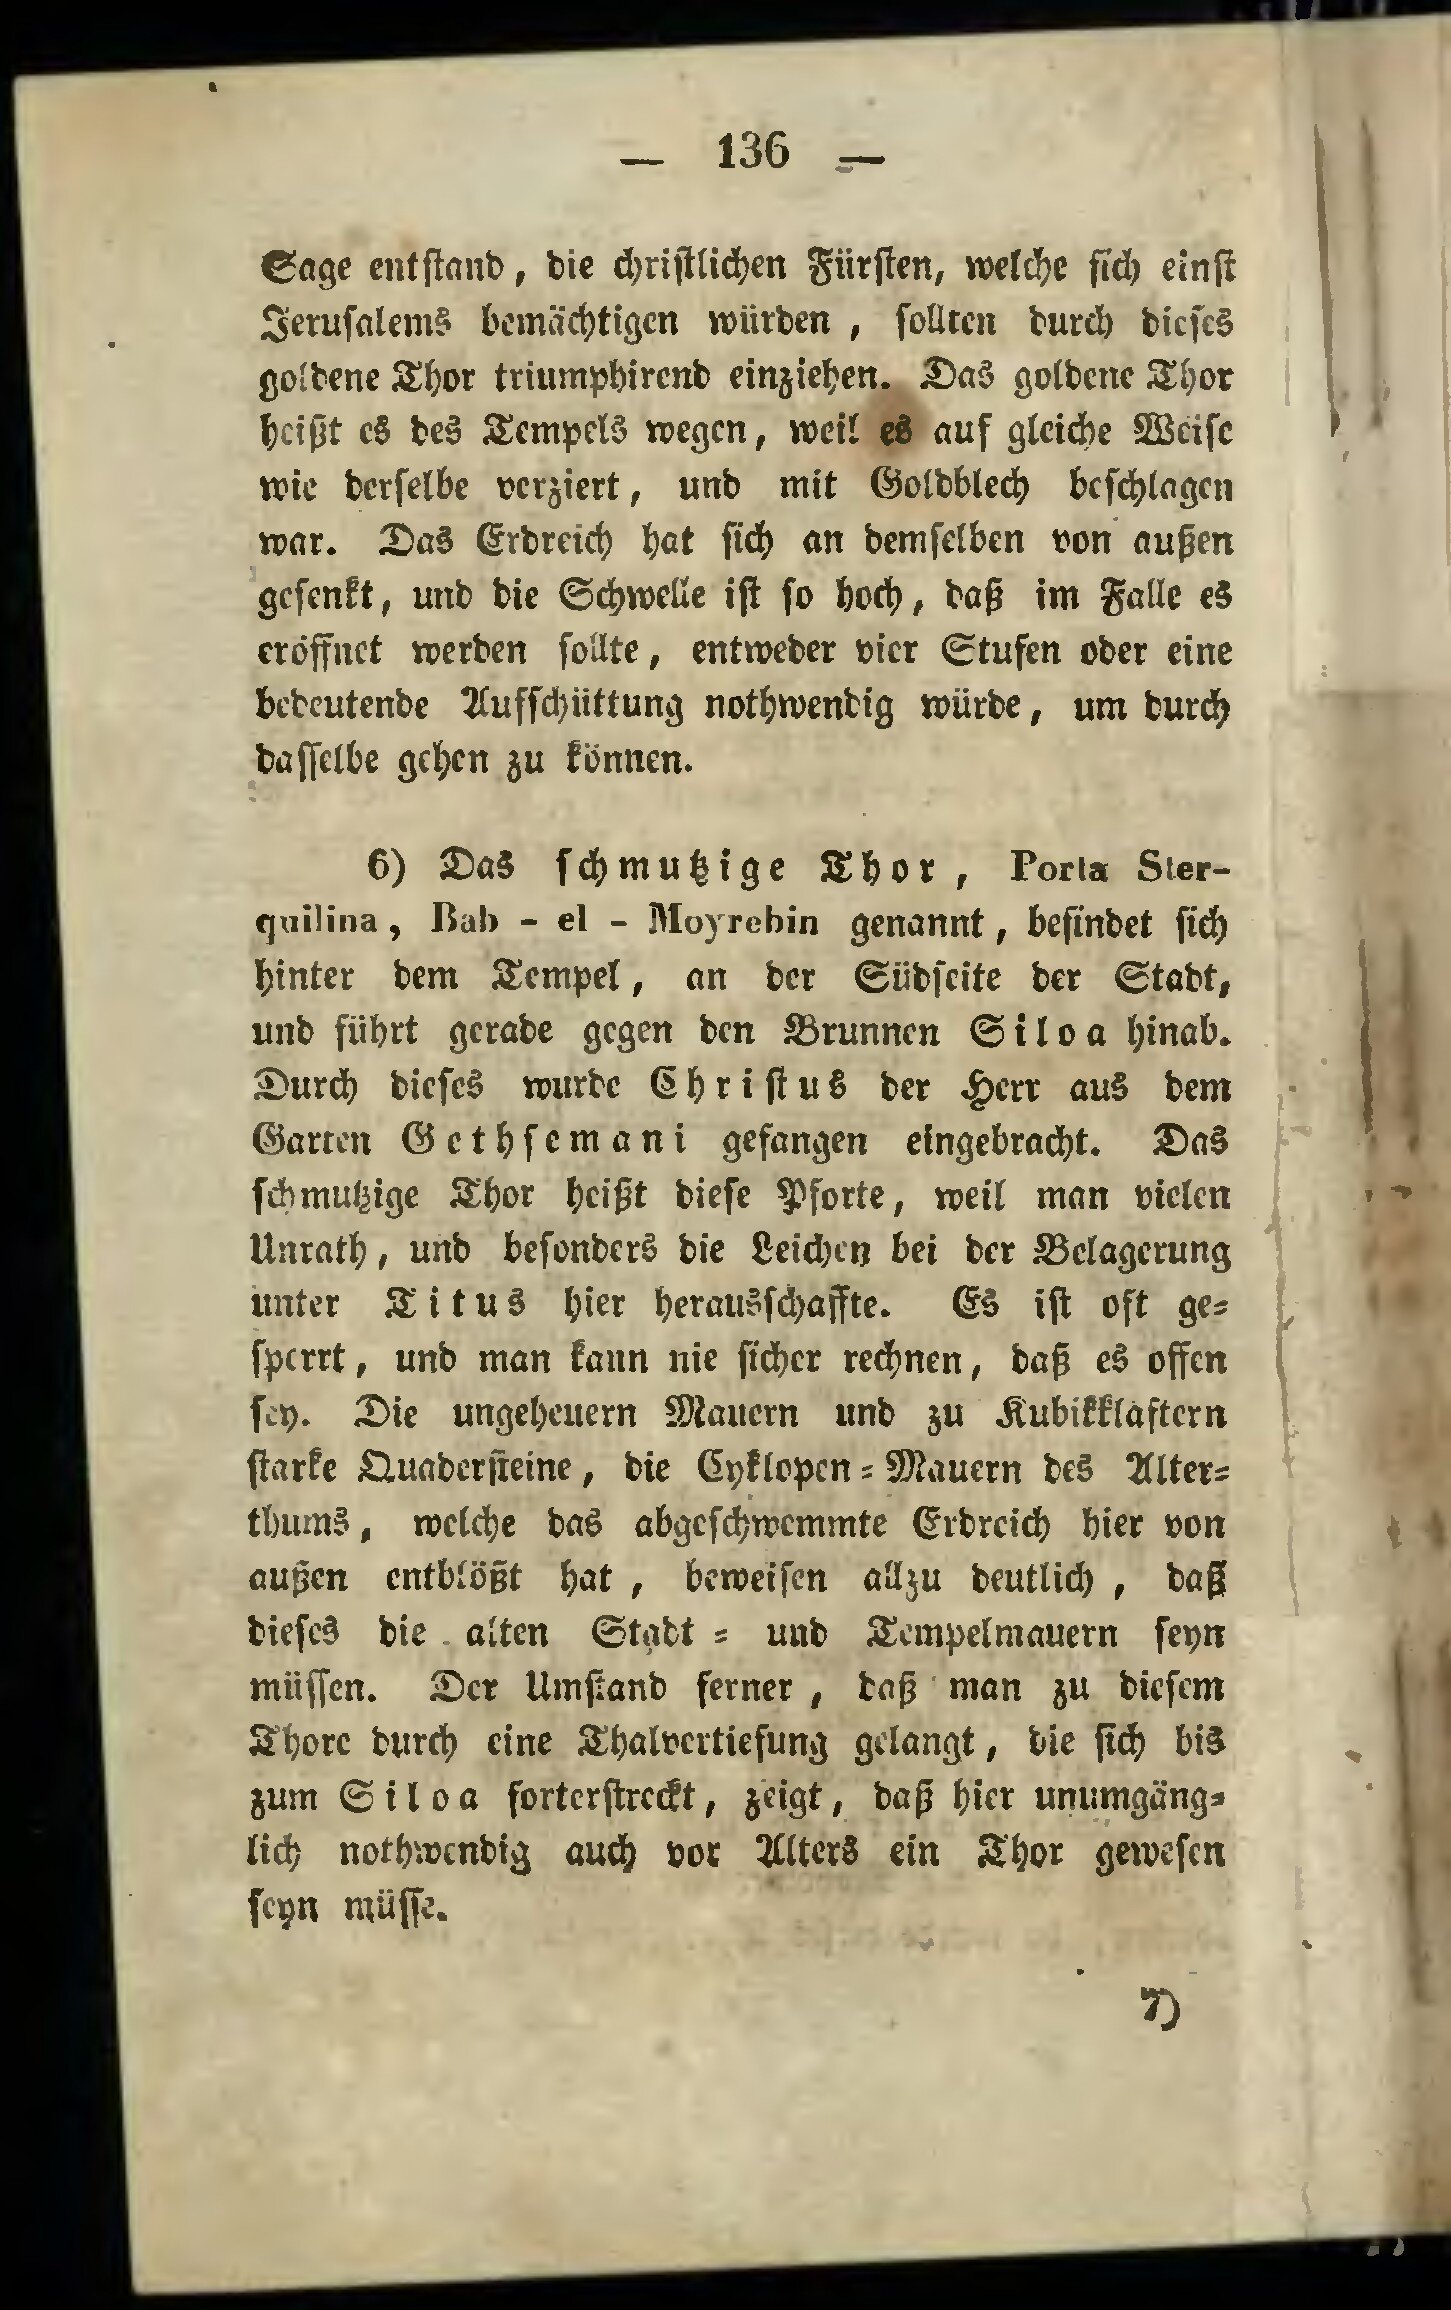 — 136 —
Sage entstand, die christlichen Fürsten, welche sich einst
Jerusalems bemächtigen würden, sollten durch dieses
goldene Thor triumphirend einziehen. Das goldene Thor
heißt es des Tempels wegen, weil es auf gleiche Weise
wie derselbe verziert, und mit Goldblech beschlagen
war. Das Erdreich hat sich an demselben von außen
gesenkt, und die Schwelle ist so hoch, daß im Falle es
eröffnet werden sollte, entweder vier Stufen oder eine
bedeutende Aufschüttung nothwendig würde, um durch
dasselbe gehen zu können.
6) Das schmutzige Thor, Porta Ster-
quilina, Bab - el - Moyrebin genannt, befindet sich
hinter dem Tempel, an der Südseite der Stadt,
und führt gerade gegen den Brunnen Siloa hinab.
Durch dieses wurde Christus der Herr aus dem
Garten Gethsemani gefangen eingebracht. Das
schmutzige Thor heißt diese Pforte, weil man vielen
Unrath, und besonders die Leichen bei der Belagerung
unter Titus hier herausschaffte. Es ist oft ge-
sperrt, und man kann nie sicher rechnen, daß es offen
sey. Die ungeheuern Mauern und zu Kubikklaftern
starke Quadersteine, die Cyklopen-Mauern des Alter-
thums, welche das abgeschwemmte Erdreich hier von
außen entblößt hat, beweisen allzu deutlich, daß
dieses die alten Stadt- und Tempelmauern seyn
müssen. Der Umstand ferner, daß man zu diesem
Thore durch eine Thalvertiefung gelangt, die sich bis
zum Siloa forterstreckt, zeigt, daß hier unumgäng-
lich nothwendig auch vor Alters ein Thor gewesen
seyn müsse.
7)